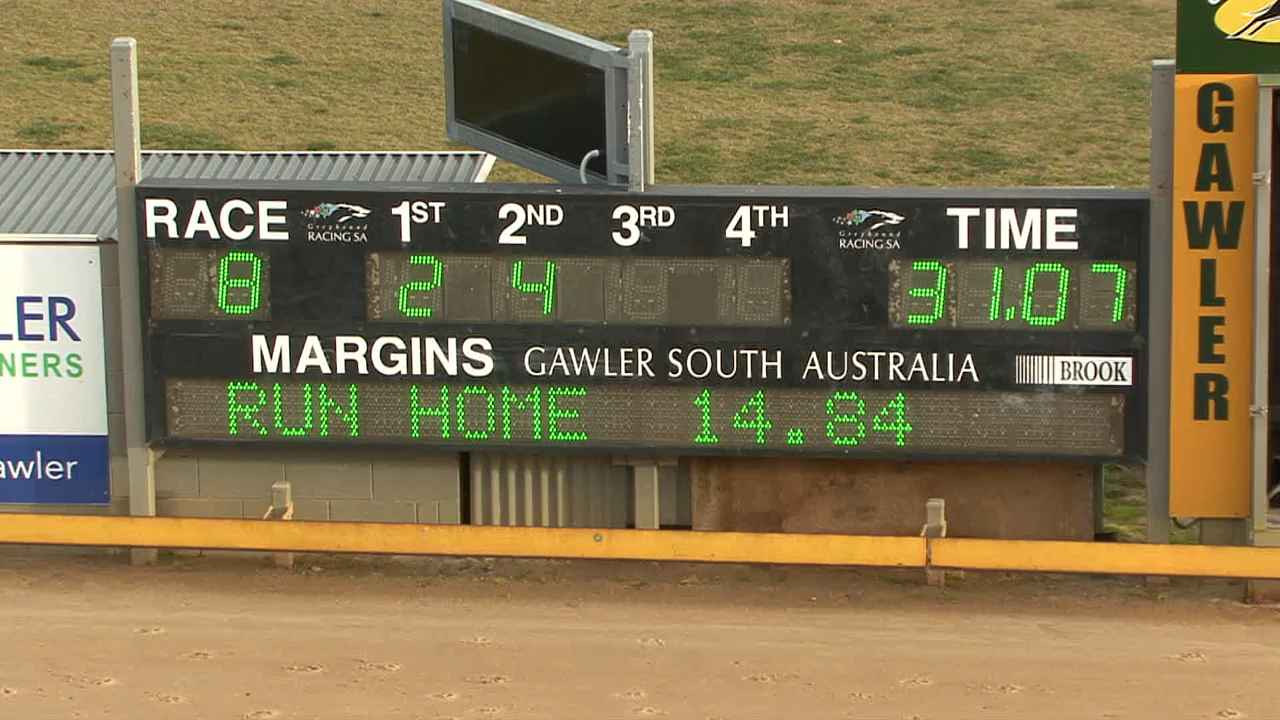 RACE Greyhound RACING SA 1ST 2ND 3RD 4TH Greyhound RACING SA TIME
8 2 4 31.07
MARGINS GAWLER SOUTH AUSTRALIA BROOK
RUN HOME 14.84
GAWLER
LER
NERS
awler